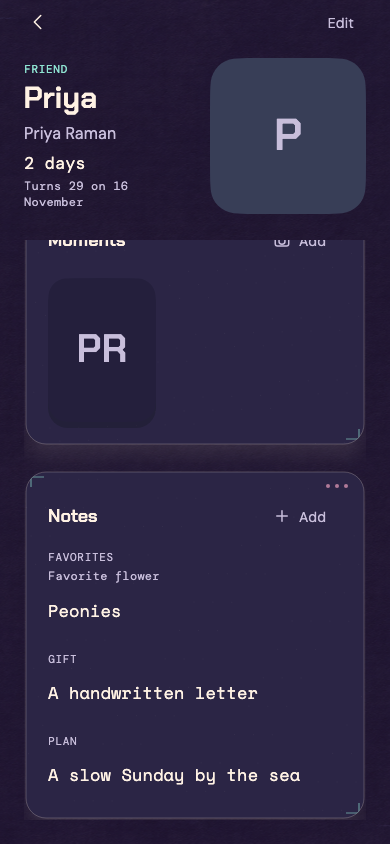 Edit
FRIEND
Priya
Priya Raman
2 days
Turns 29 on 16
November
P
Moments
Add
PR
Notes
+ Add
FAVORITES
Favorite flower
Peonies
GIFT
A handwritten letter
PLAN
A slow Sunday by the sea